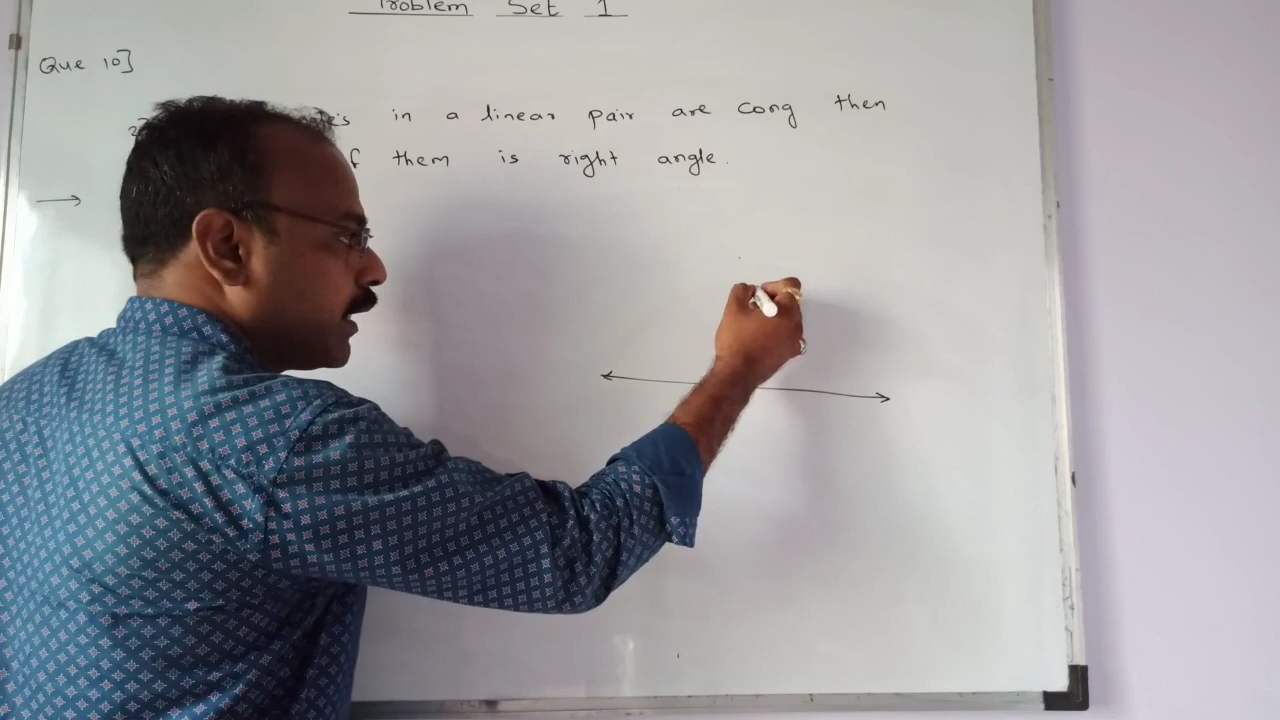 Problem Set 1
Que 10]
in a linear pair are cong then
them is right angle.